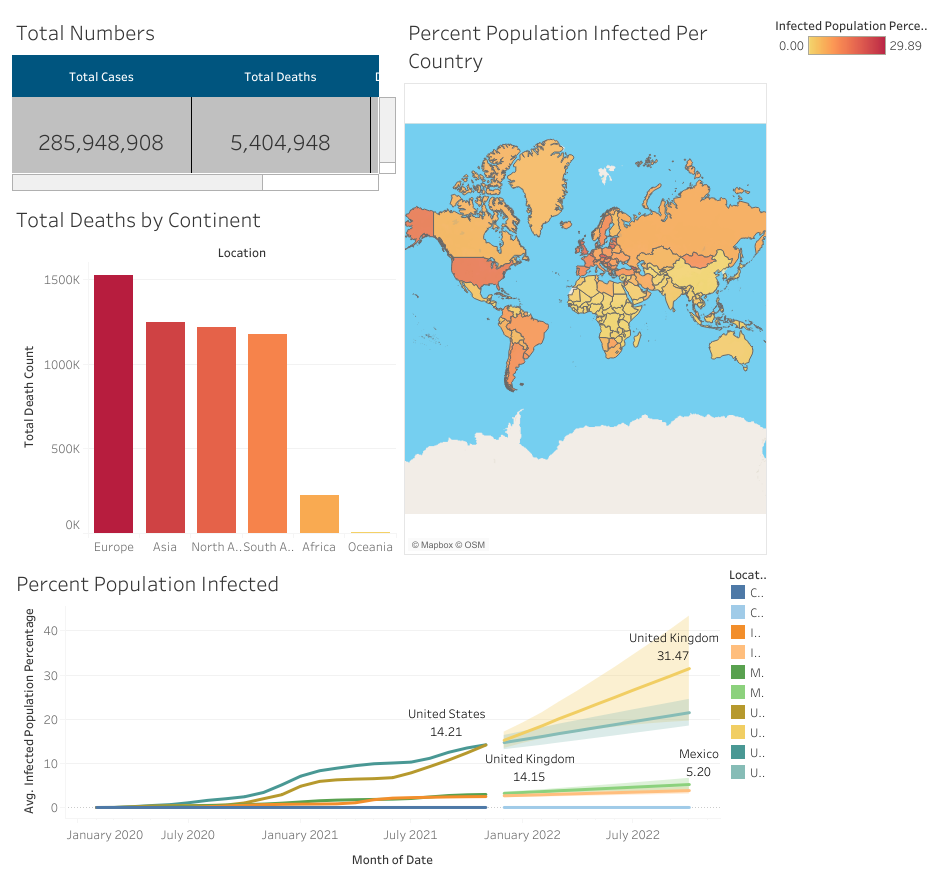 Total Numbers
Total Cases
Total Deaths
285,948,908
5,404,948
Percent Population Infected Per
Country
© Mapbox © OSM
Infected Population Perce..
0.00
29.89
Total Deaths by Continent
Location
Total Death Count
1500K
1000K
500K
0K
Europe
Asia
North A..
South A..
Africa
Oceania
Percent Population Infected
Avg. Infected Population Percentage
40
30
20
10
0
United States
14.21
United Kingdom
14.15
United Kingdom
31.47
Mexico
5.20
January 2020
July 2020
January 2021
July 2021
January 2022
July 2022
Month of Date
Locat..
C..
C..
I..
I..
M.
M.
U..
U..
U..
U..